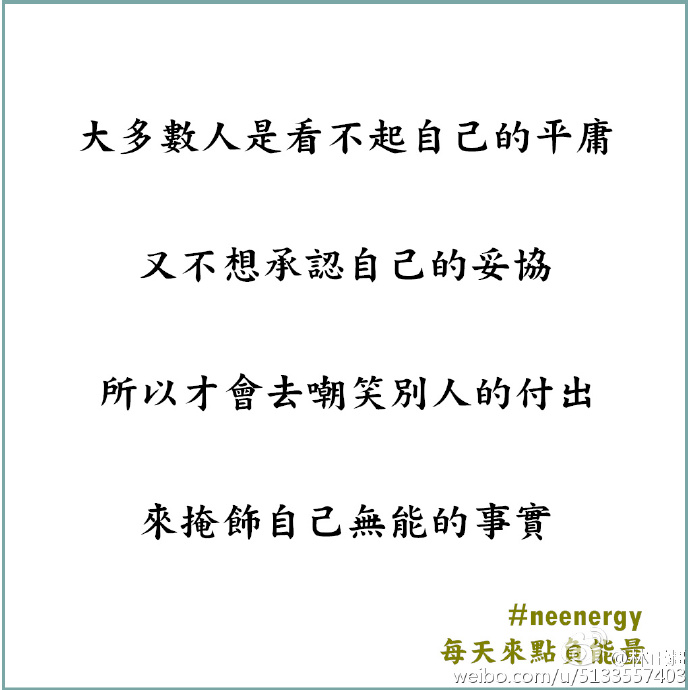 大多數人是看不起自己的平庸
又不想承認自己的妥協
所以才會去嘲笑別人的付出
來掩飾自己無能的事實
#neenergy
每天來點負能量
weibo.com/u/5133557403